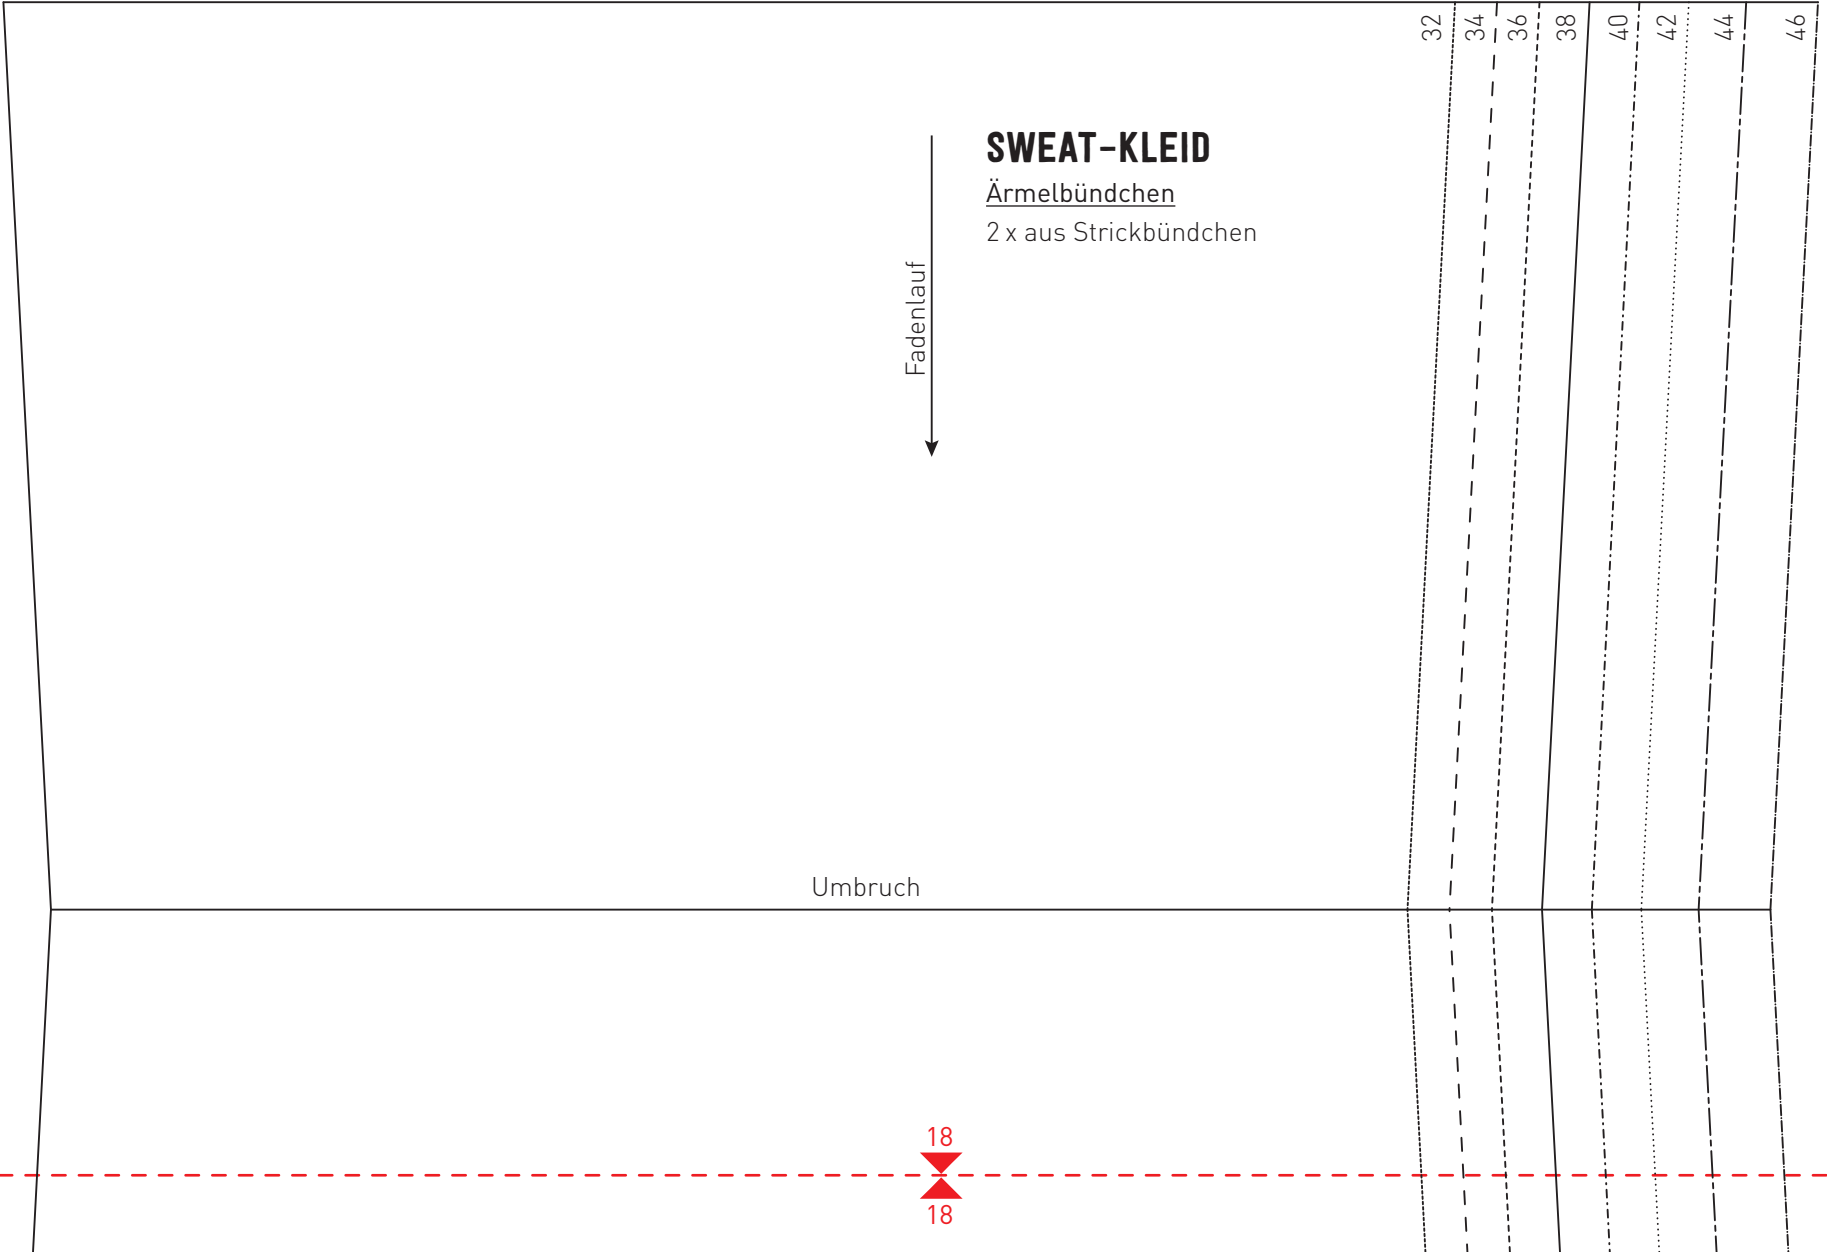 32
34
36
38
40
42
44
46
SWEAT-KLEID
Ärmelbündchen
2 x aus Strickbündchen
Fadenlauf
Umbruch
18
18